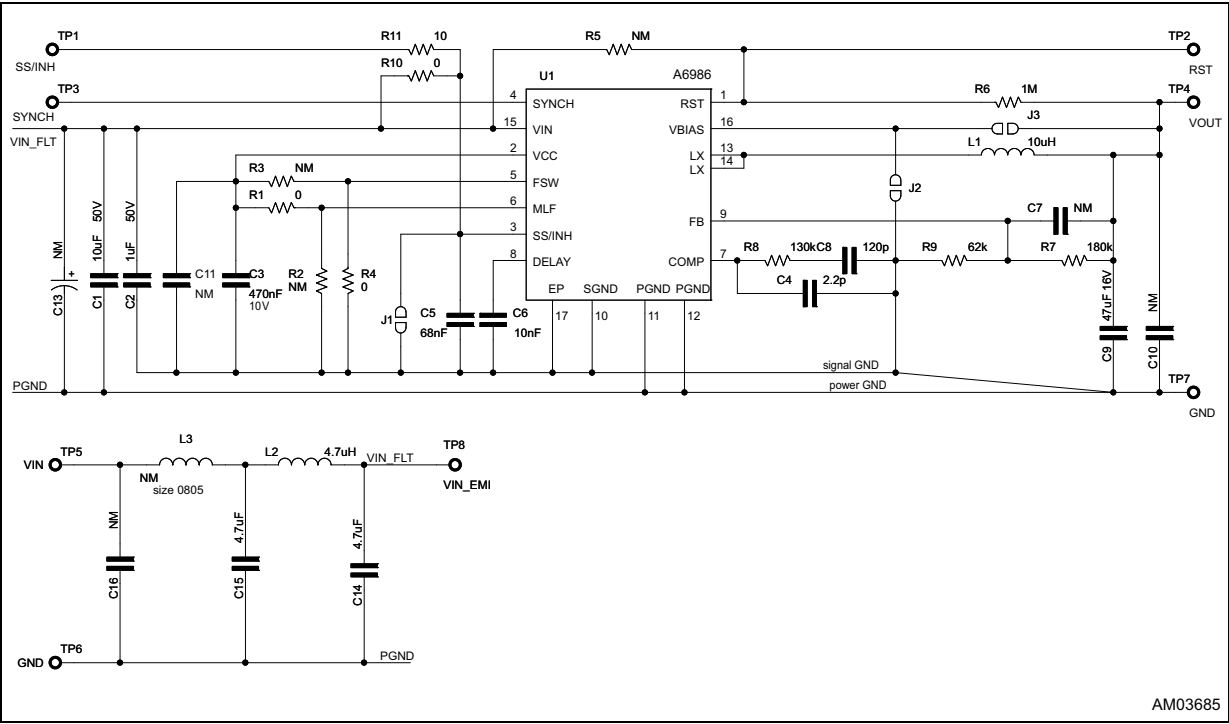 TP1
SS/INH
R11 10
R10 0
R5 NM
TP2
RST
TP3
SYNCH
U1
A6986
R6 1M
TP4
VOUT
VIN_FLT
4 SYNCH
15 VIN
2 VCC
5 FSW
6 MLF
3 SS/INH
8 DELAY
RST 1
VBIAS 16
LX 13
LX 14
FB 9
COMP 7
EP SGND PGND PGND
17 10 11 12
J3
L1 10uH
J2
C7 NM
R3 NM
R1 0
R8 130k
C8 120p
R9 62k
R7 180k
C4 2.2p
C13 NM
+
C1 10uF 50V
C2 1uF 50V
C11
NM
C3
470nF
10V
R2
NM
R4
0
J1
C5
68nF
C6
10nF
C9 47uF 16V
C10 NM
signal GND
PGND
power GND
TP7
GND
L3
L2 4.7uH
TP8
VIN TP5
VIN_FLT
NM
size 0805
VIN_EMI
C16 NM
C15 4.7uF
C14 4.7uF
GND TP6
PGND
AM03685